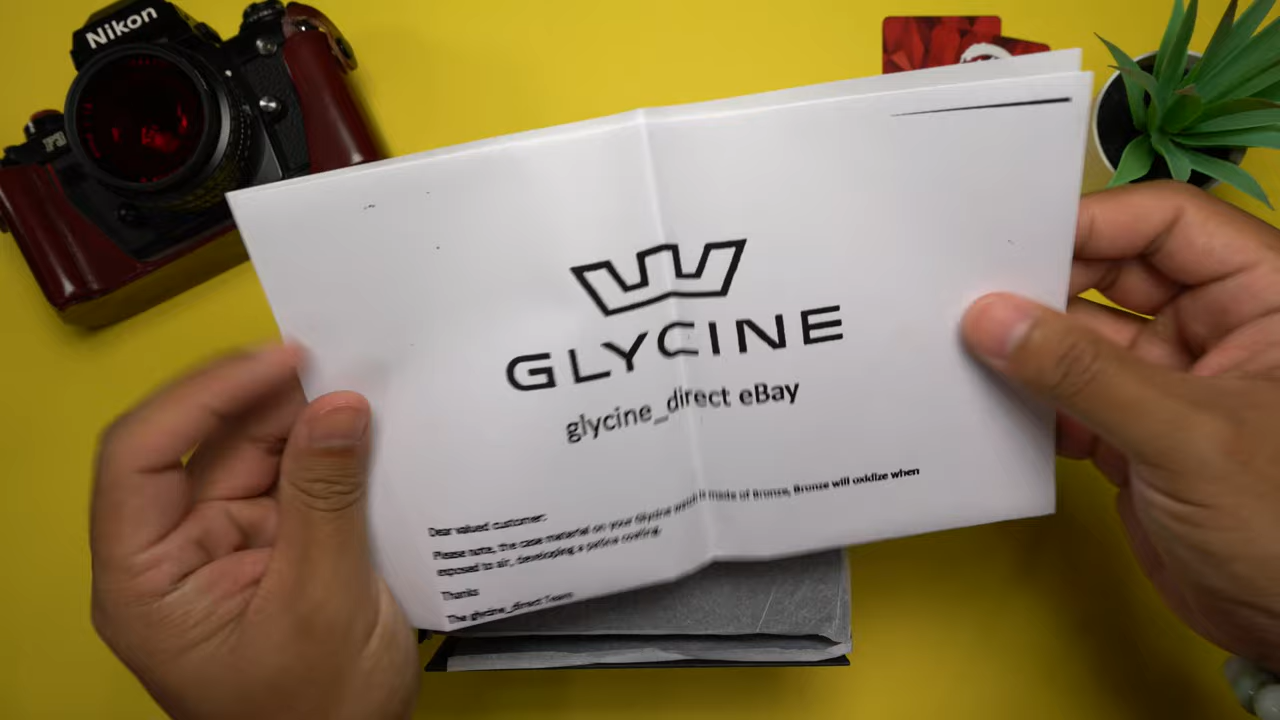 Nikon
F3
GLYCINE
glycine_direct eBay
Dear valued customer:
Please note, the case material on your Glycine watch is made of Bronze, Bronze will oxidize when
exposed to air, developing a patina coating.
Thanks
The glycine_direct Team